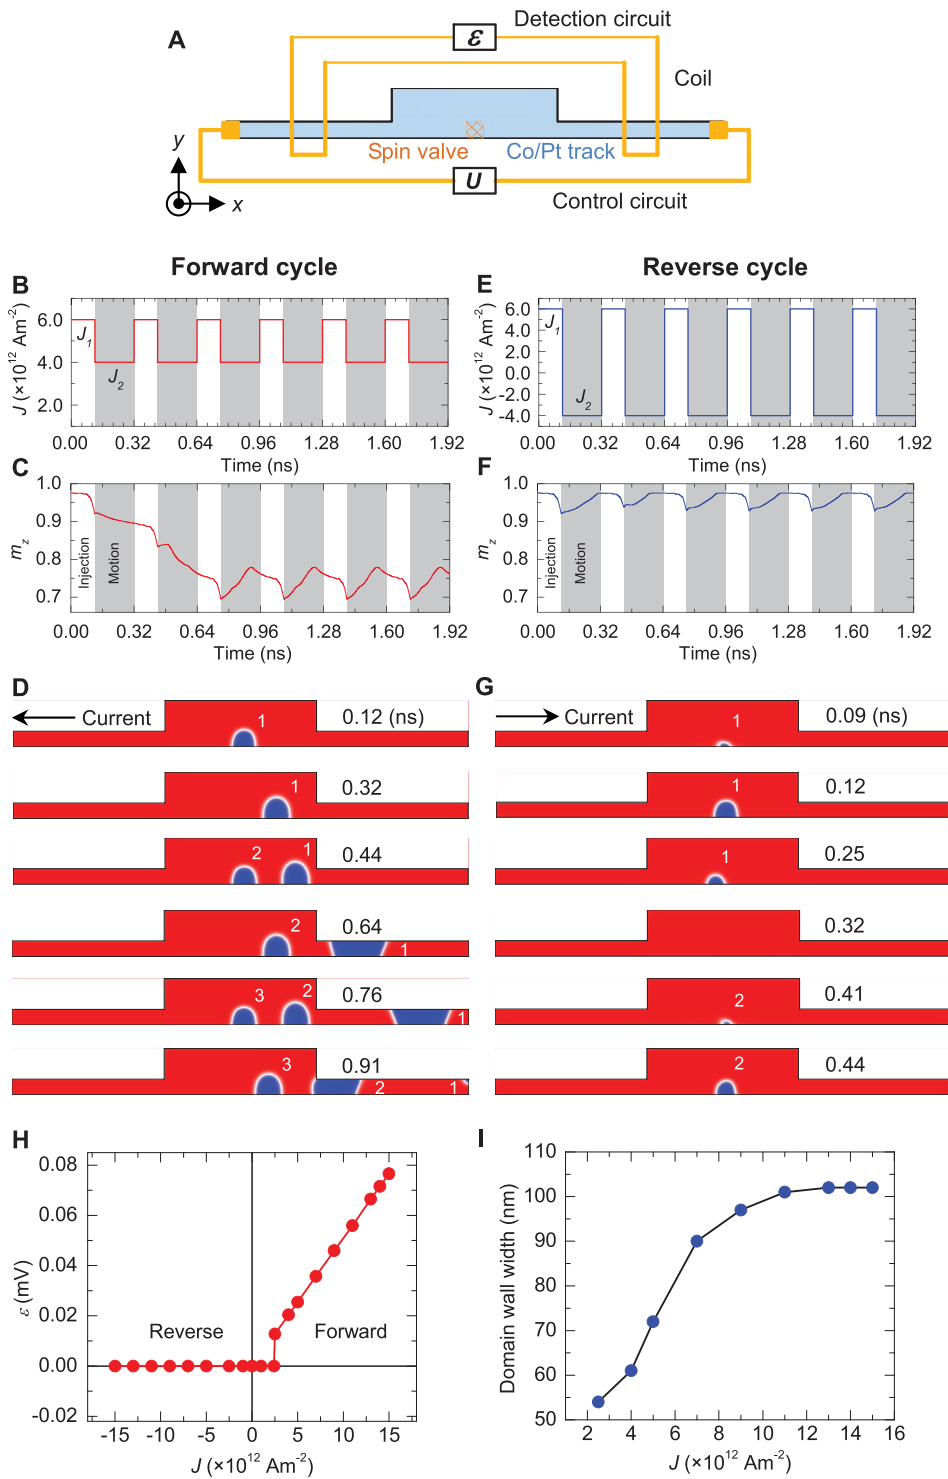 A
Detection circuit
ε
Coil
Spin valve
Co/Pt track
U
Control circuit
y
x
Forward cycle
Reverse cycle
B
J (×10¹² Am⁻²)
6.0
4.0
2.0
J₁
J₂
0.00 0.32 0.64 0.96 1.28 1.60 1.92
Time (ns)
E
J (×10¹² Am⁻²)
6.0
4.0
2.0
0.0
-2.0
-4.0
J₁
J₂
0.00 0.32 0.64 0.96 1.28 1.60 1.92
Time (ns)
C
m_z
1.0
0.9
0.8
0.7
Injection
Motion
0.00 0.32 0.64 0.96 1.28 1.60 1.92
Time (ns)
F
m_z
1.0
0.9
0.8
0.7
Injection
Motion
0.00 0.32 0.64 0.96 1.28 1.60 1.92
Time (ns)
D
Current
1
0.12 (ns)
1
0.32
2 1
0.44
2
0.64
1
3 2
0.76
1
3
0.91
2 1
G
Current
1
0.09 (ns)
1
0.12
1
0.25
0.32
2
0.41
2
0.44
H
ε (mV)
0.08
0.06
0.04
0.02
0.00
-0.02
Reverse
Forward
-15 -10 -5 0 5 10 15
J (×10¹² Am⁻²)
I
Domain wall width (nm)
110
100
90
80
70
60
50
2 4 6 8 10 12 14 16
J (×10¹² Am⁻²)